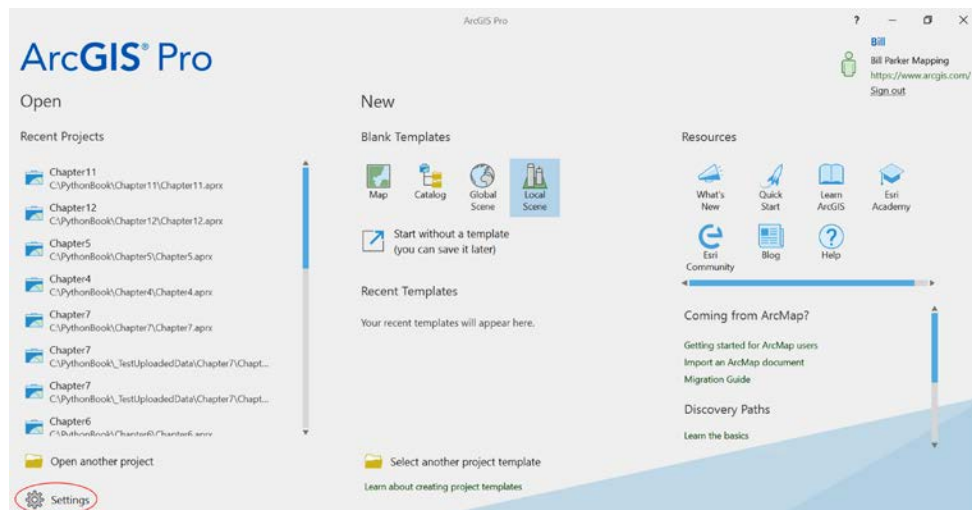 ArcGIS Pro
?
Bill
Bill Parker Mapping
https://www.arcgis.com/
Sign out
ArcGIS® Pro
Open
Recent Projects
Chapter11
C:\PythonBook\Chapter11\Chapter11.aprx
Chapter12
C:\PythonBook\Chapter12\Chapter12.aprx
Chapter5
C:\PythonBook\Chapter5\Chapter5.aprx
Chapter4
C:\PythonBook\Chapter4\Chapter4.aprx
Chapter7
C:\PythonBook\Chapter7\Chapter7.aprx
Chapter7
C:\PythonBook\_TestUploadedData\Chapter7\Chapt...
Chapter7
C:\PythonBook\_TestUploadedData\Chapter7\Chapt...
Chapter6
C:\PythonBook\Chapter6\Chapter6.aprx
Open another project
Settings
New
Blank Templates
Map
Catalog
Global
Scene
Local
Scene
Start without a template
(you can save it later)
Recent Templates
Your recent templates will appear here.
Select another project template
Learn about creating project templates
Resources
What's
New
Quick
Start
Learn
ArcGIS
Esri
Academy
Esri
Community
Blog
Help
Coming from ArcMap?
Getting started for ArcMap users
Import an ArcMap document
Migration Guide
Discovery Paths
Learn the basics